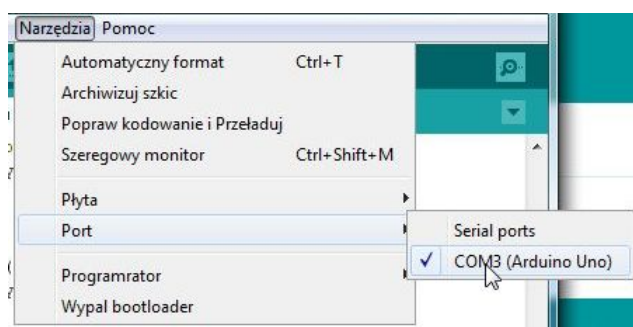 Narzędzia Pomoc
Automatyczny format Ctrl+T
Archiwizuj szkic
Popraw kodowanie i Przeładuj
Szeregowy monitor Ctrl+Shift+M
Płyta
Port
Serial ports
COM3 (Arduino Uno)
Programrator
Wypal bootloader